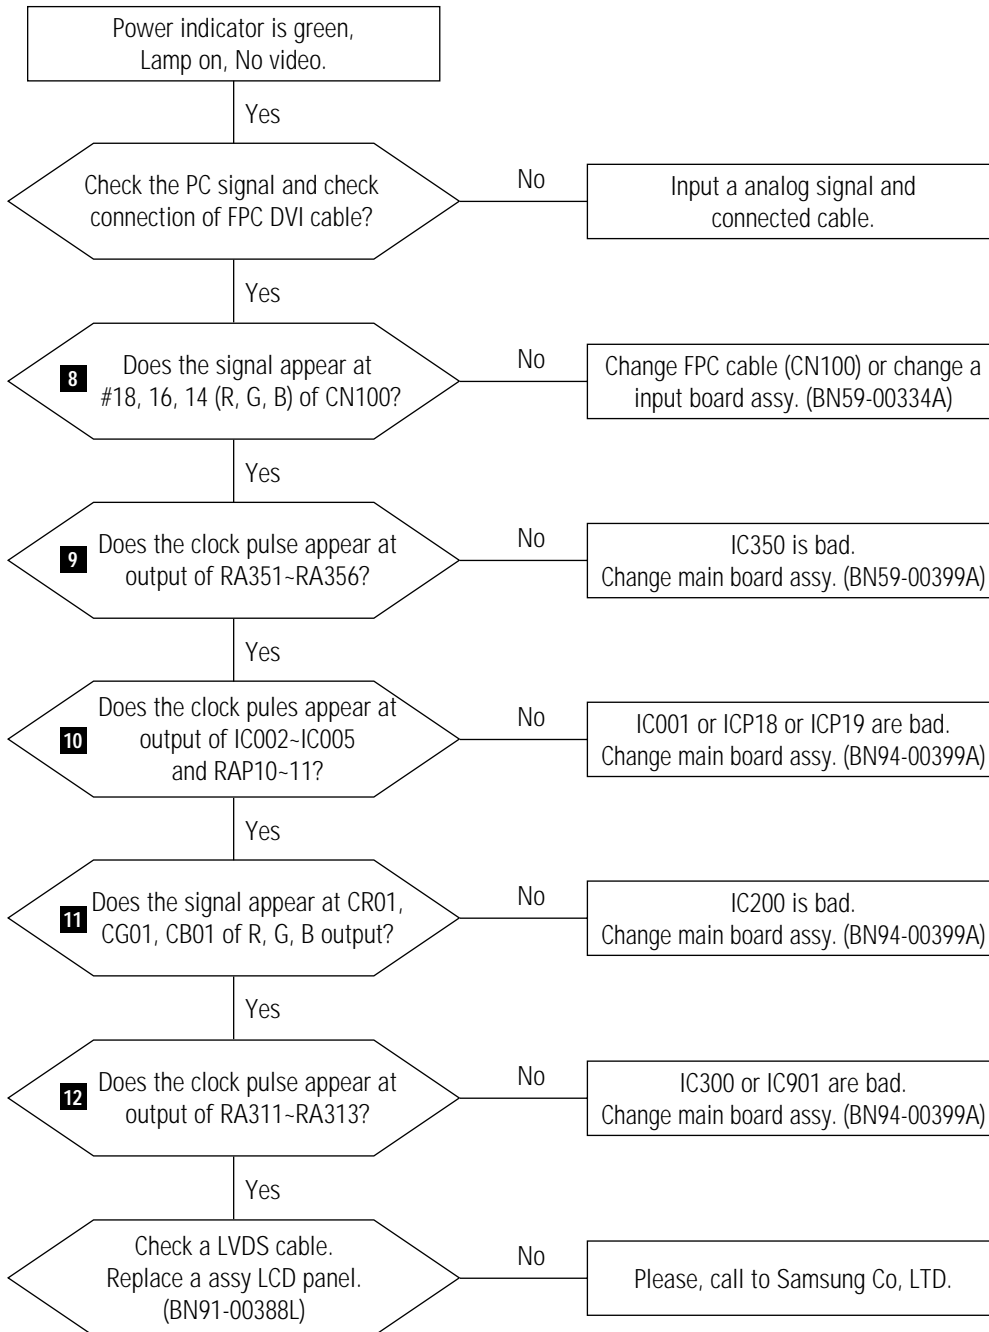 Power indicator is green,
Lamp on, No video.
Yes
Check the PC signal and check
connection of FPC DVI cable?
No
Input a analog signal and
connected cable.
Yes
8
Does the signal appear at
#18, 16, 14 (R, G, B) of CN100?
No
Change FPC cable (CN100) or change a
input board assy. (BN59-00334A)
Yes
9
Does the clock pulse appear at
output of RA351~RA356?
No
IC350 is bad.
Change main board assy. (BN59-00399A)
Yes
10
Does the clock pules appear at
output of IC002~IC005
and RAP10~11?
No
IC001 or ICP18 or ICP19 are bad.
Change main board assy. (BN94-00399A)
Yes
11
Does the signal appear at CR01,
CG01, CB01 of R, G, B output?
No
IC200 is bad.
Change main board assy. (BN94-00399A)
Yes
12
Does the clock pulse appear at
output of RA311~RA313?
No
IC300 or IC901 are bad.
Change main board assy. (BN94-00399A)
Yes
Check a LVDS cable.
Replace a assy LCD panel.
(BN91-00388L)
No
Please, call to Samsung Co, LTD.